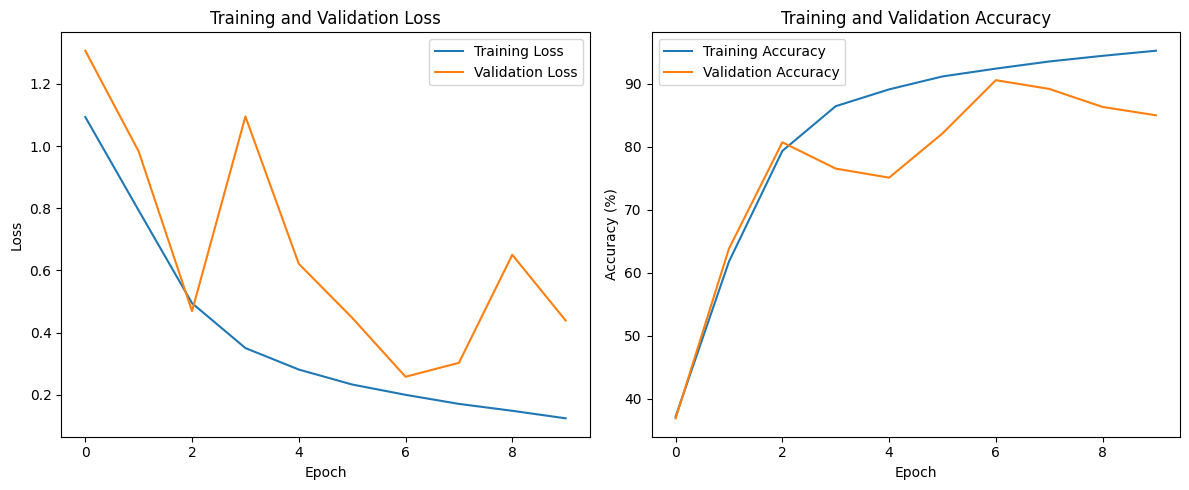 Training and Validation Loss
Training Loss
Validation Loss
1.2
1.0
0.8
0.6
0.4
0.2
Loss
0 2 4 6 8
Epoch
Training and Validation Accuracy
Training Accuracy
Validation Accuracy
90
80
70
60
50
40
Accuracy (%)
0 2 4 6 8
Epoch